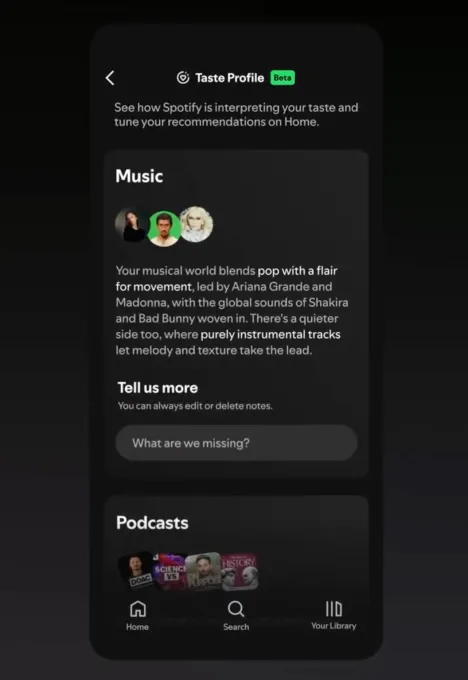 Taste Profile Beta
See how Spotify is interpreting your taste and
tune your recommendations on Home.
Music
Your musical world blends pop with a flair
for movement, led by Ariana Grande and
Madonna, with the global sounds of Shakira
and Bad Bunny woven in. There's a quieter
side too, where purely instrumental tracks
let melody and texture take the lead.
Tell us more
You can always edit or delete notes.
What are we missing?
Podcasts
DOAC
SCIENCE
VS
HISTORY
Home
Search
Your Library